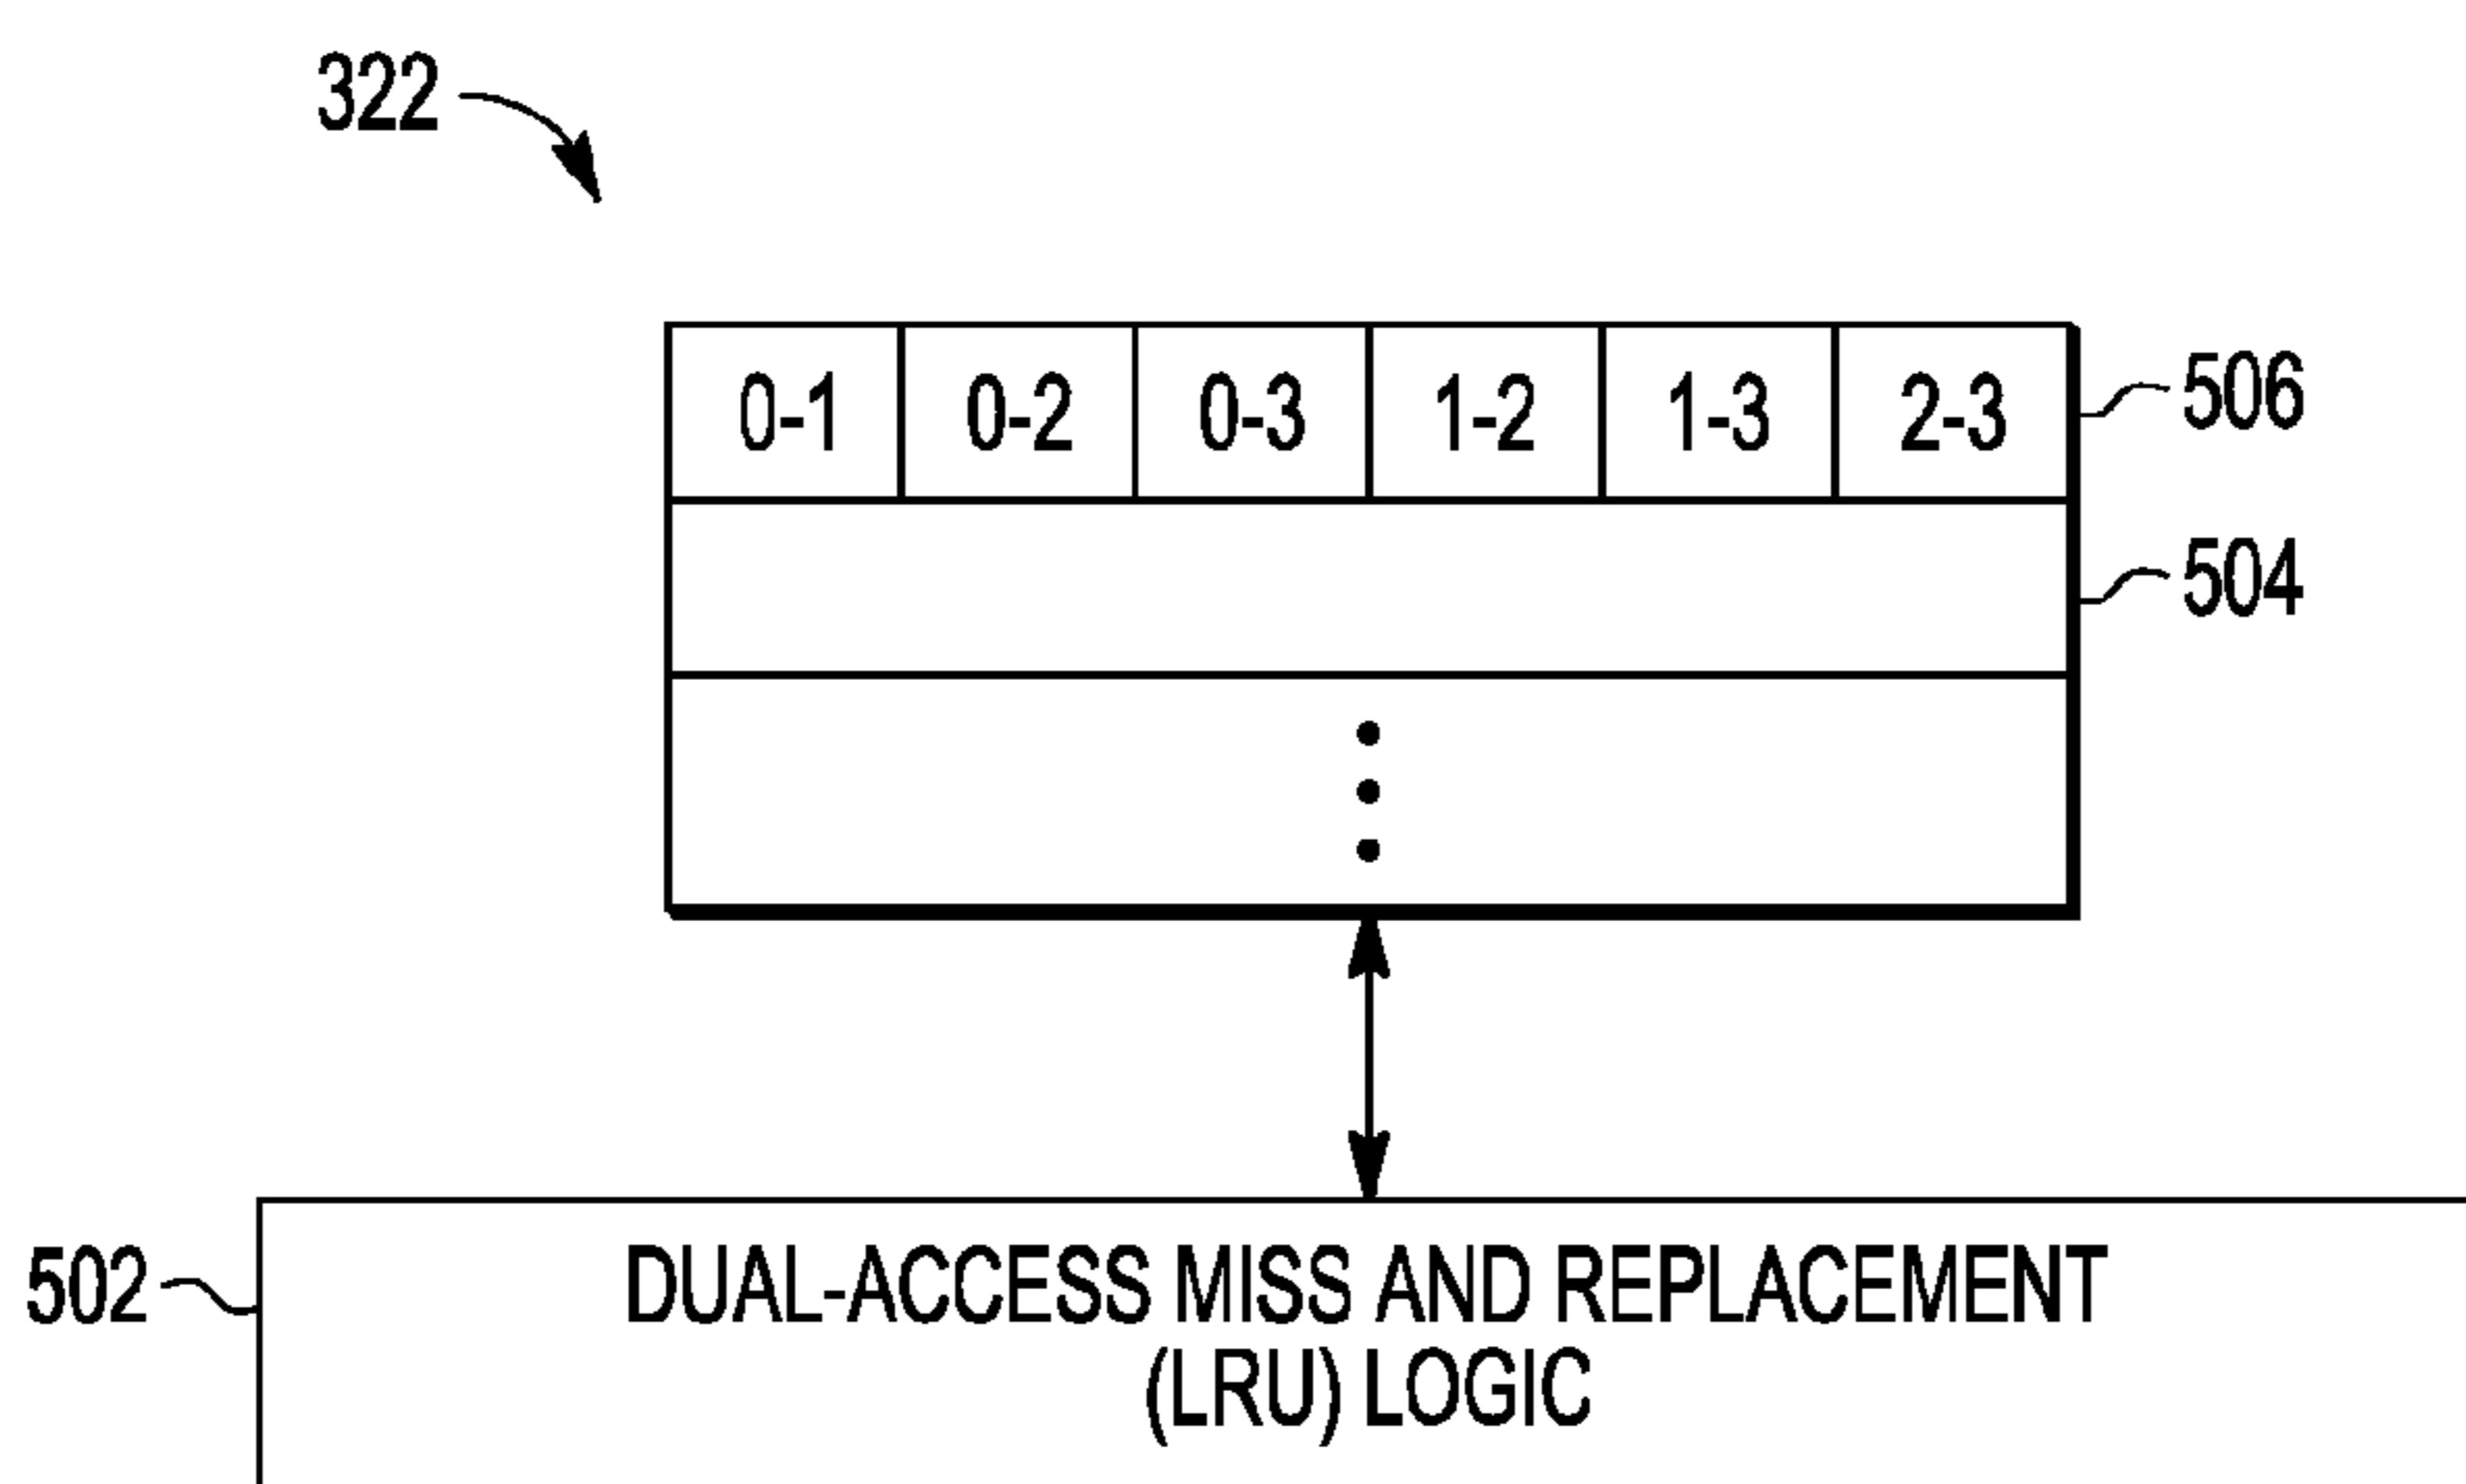 322
0-1 0-2 0-3 1-2 1-3 2-3
506
504
502
DUAL-ACCESS MISS AND REPLACEMENT
(LRU) LOGIC